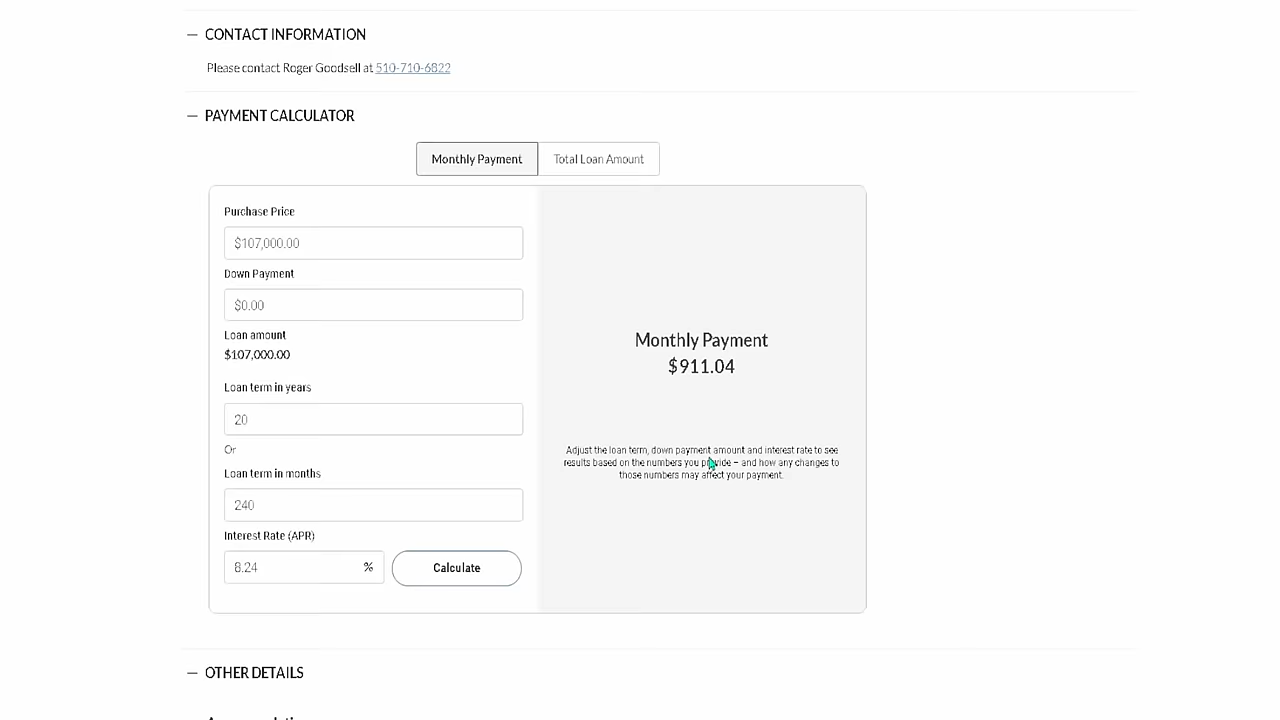 — CONTACT INFORMATION
Please contact Roger Goodsell at 510-710-6822
— PAYMENT CALCULATOR
Monthly Payment Total Loan Amount
Purchase Price
$107,000.00
Down Payment
$0.00
Loan amount
$107,000.00
Loan term in years
20
Or
Loan term in months
240
Interest Rate (APR)
8.24 %
Calculate
Monthly Payment
$911.04
Adjust the loan term, down payment amount and interest rate to see
results based on the numbers you provide – and how any changes to
those numbers may affect your payment.
— OTHER DETAILS